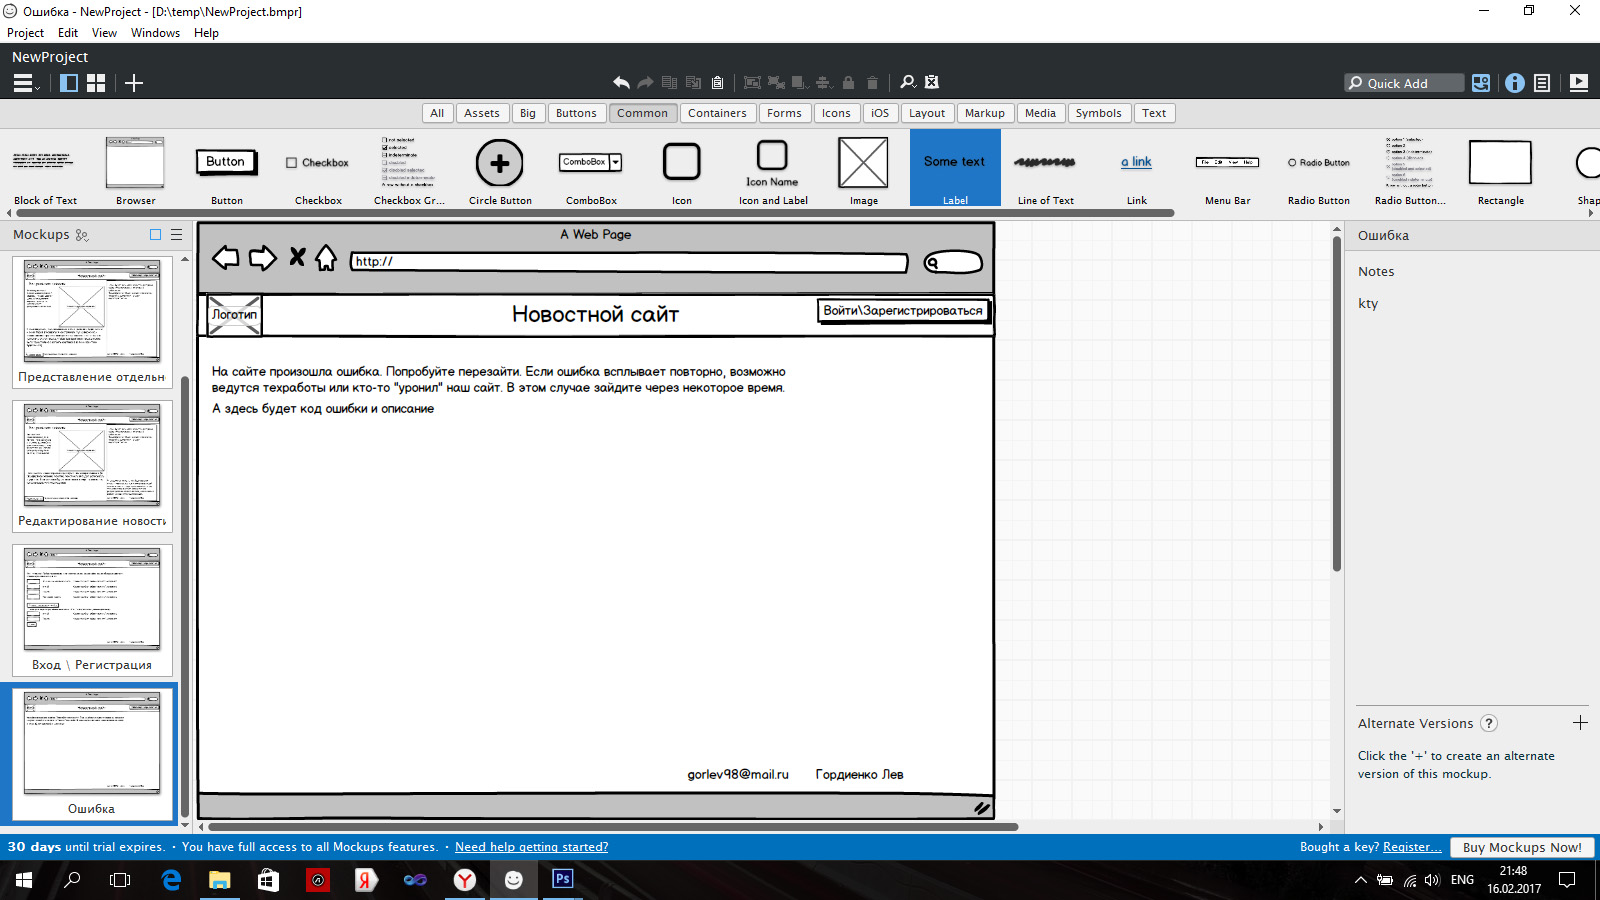 Ошибка - NewProject - [D:\temp\NewProject.bmpr]
Project Edit View Windows Help
NewProject
Quick Add
All Assets Big Buttons Common Containers Forms Icons iOS Layout Markup Media Symbols Text
Button
Checkbox
ComboBox
Icon Name
Some text
a link
Radio Button
Block of Text Browser Button Checkbox Checkbox Gr... Circle Button ComboBox Icon Icon and Label Image Label Line of Text Link Menu Bar Radio Button Radio Button... Rectangle Shap
Mockups
Представление отдельн
Редактирование новости
Вход \ Регистрация
Ошибка
A Web Page
http://
Логотип
Новостной сайт
Войти\Зарегистрироваться
На сайте произошла ошибка. Попробуйте перезайти. Если ошибка всплывает повторно, возможно
ведутся техработы или кто-то "уронил" наш сайт. В этом случае зайдите через некоторое время.
А здесь будет код ошибки и описание
gorlev98@mail.ru Гордиенко Лев
Ошибка
Notes
kty
Alternate Versions ?
Click the '+' to create an alternate
version of this mockup.
30 days until trial expires. · You have full access to all Mockups features. · Need help getting started?
Bought a key? Register... Buy Mockups Now!
Ps
ENG
21:48
16.02.2017